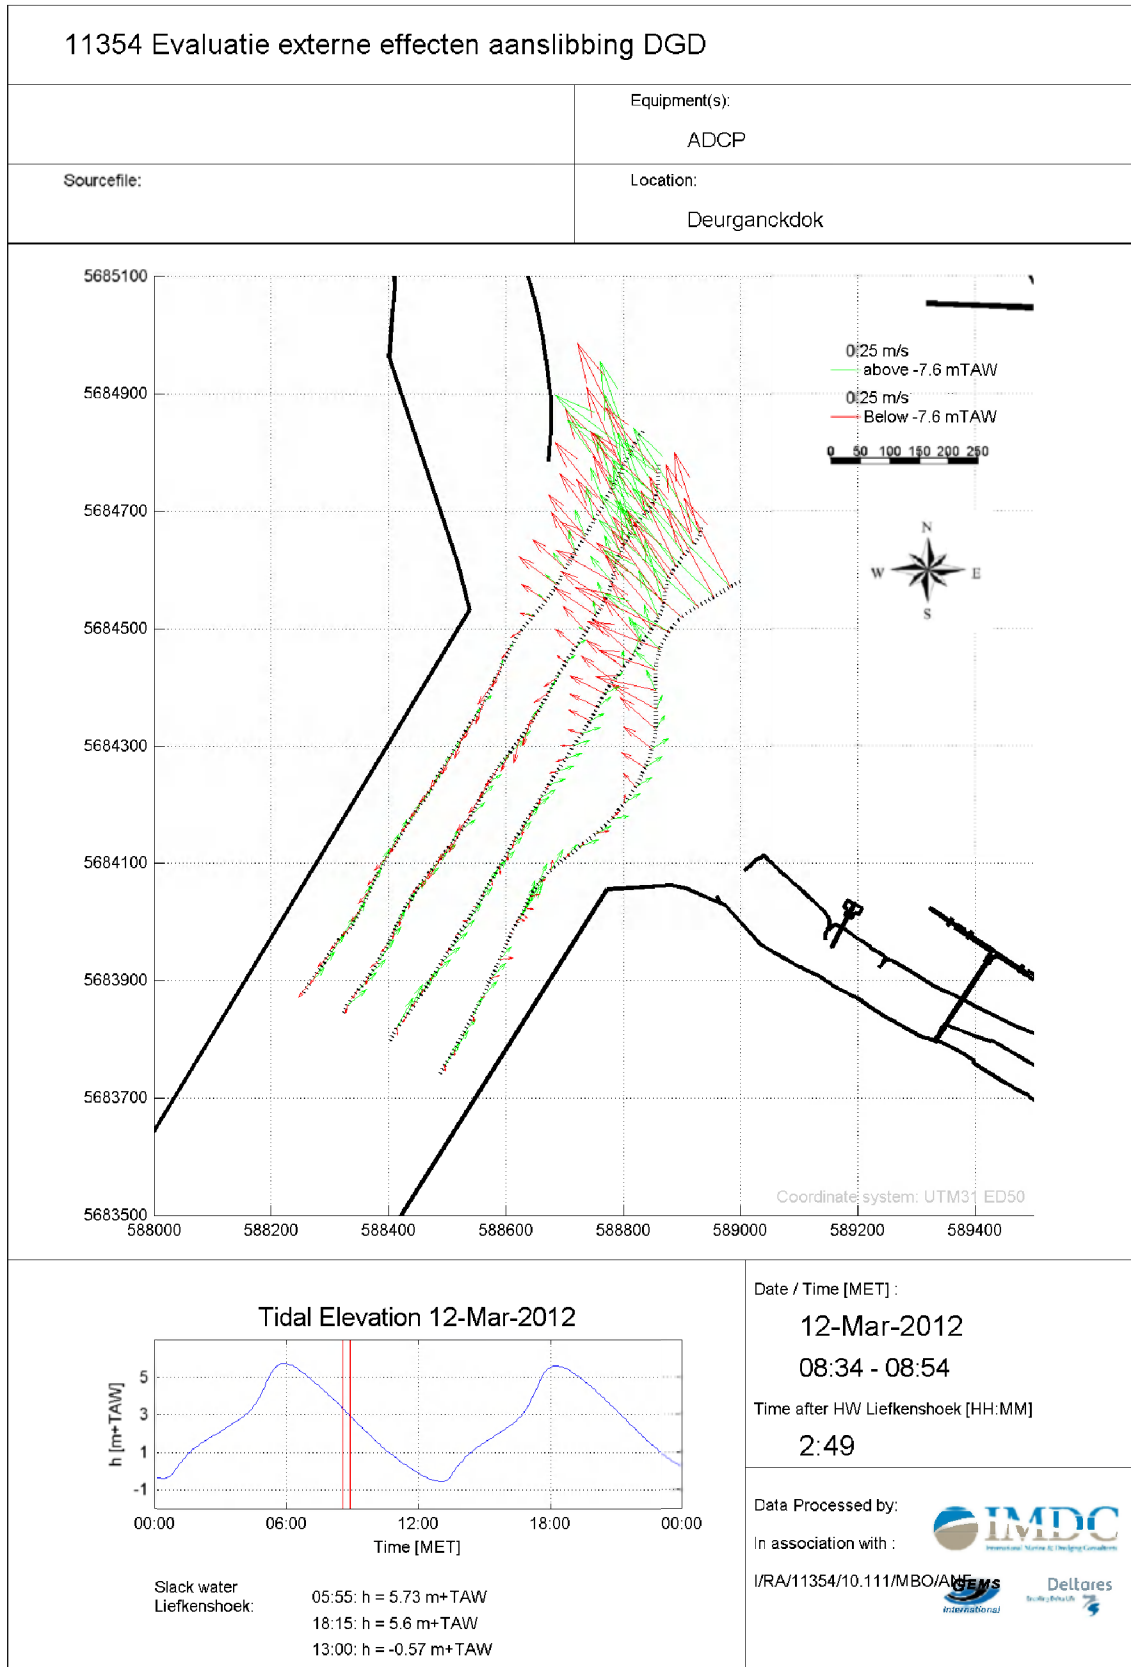 11354 Evaluatie externe effecten aanslibbing DGD
Equipment(s):
ADCP
Sourcefile:
Location:
Deurganckdok
5685100
5684900
5684700
5684500
5684300
5684100
5683900
5683700
5683500
588000 588200 588400 588600 588800 589000 589200 589400
0.25 m/s
above -7.6 mTAW
0.25 m/s
Below -7.6 mTAW
0 50 100 150 200 250
N
W E
S
Coordinate system: UTM31 ED50
Tidal Elevation 12-Mar-2012
h [m+TAW]
5
3
1
-1
00:00 06:00 12:00 18:00 00:00
Time [MET]
Slack water
Liefkenshoek:
05:55: h = 5.73 m+TAW
18:15: h = 5.6 m+TAW
13:00: h = -0.57 m+TAW
Date / Time [MET] :
12-Mar-2012
08:34 - 08:54
Time after HW Liefkenshoek [HH:MM]
2:49
Data Processed by:
IMDC
International Marine & Dredging Consultants
In association with :
I/RA/11354/10.111/MBO/ANF
GEMS
International
Deltares